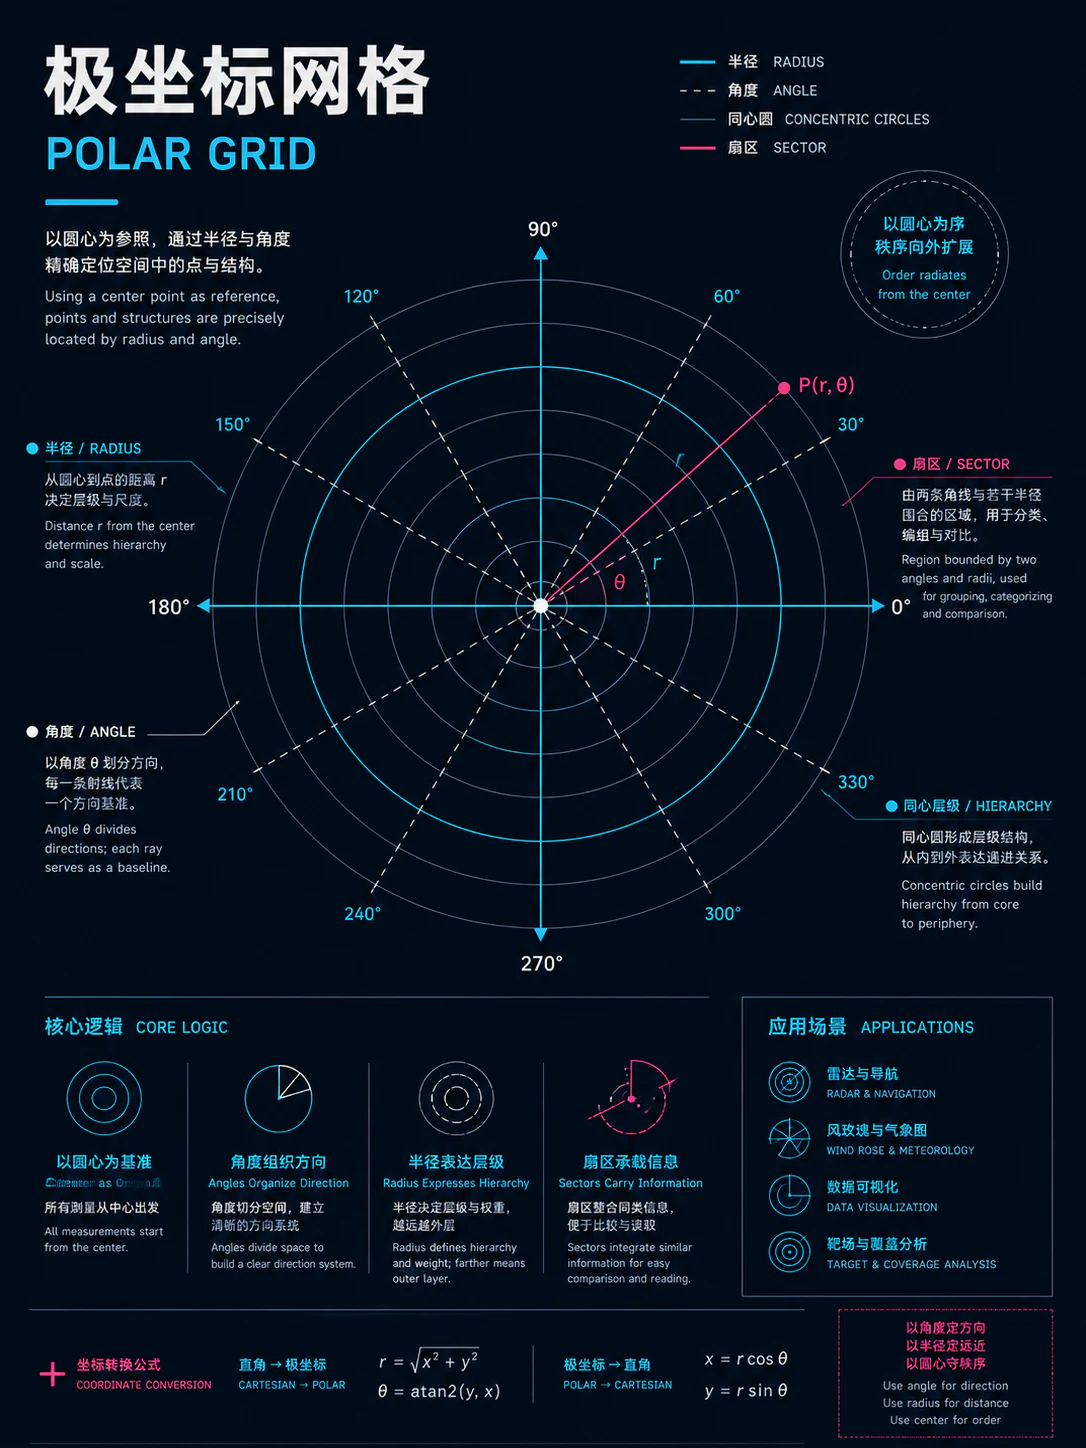 极坐标网格
POLAR GRID
半径 RADIUS
角度 ANGLE
同心圆 CONCENTRIC CIRCLES
扇区 SECTOR
以圆心为序
秩序向外扩展
Order radiates
from the center
以圆心为参照，通过半径与角度
精确定位空间中的点与结构。
Using a center point as reference,
points and structures are precisely
located by radius and angle.
90°
120°
60°
150°
30°
180°
0°
210°
330°
240°
300°
270°
P(r, θ)
r
r
θ
半径 / RADIUS
从圆心到点的距离 r
决定层级与尺度。
Distance r from the center
determines hierarchy
and scale.
扇区 / SECTOR
由两条角线与若干半径
围合的区域，用于分类、
编组与对比。
Region bounded by two
angles and radii, used
for grouping, categorizing
and comparison.
角度 / ANGLE
以角度 θ 划分方向，
每一条射线代表
一个方向基准。
Angle θ divides
directions; each ray
serves as a baseline.
同心层级 / HIERARCHY
同心圆形成层级结构，
从内到外表达递进关系。
Concentric circles build
hierarchy from core
to periphery.
核心逻辑 CORE LOGIC
以圆心为基准
as
所有测量从中心出发
All measurements start
from the center.
角度组织方向
Angles Organize Direction
角度切分空间，建立
清晰的方向系统
Angles divide space to
build a clear direction system.
半径表达层级
Radius Expresses Hierarchy
半径决定层级与权重，
越远越外层
Radius defines hierarchy
and weight; farther means
outer layer.
扇区承载信息
Sectors Carry Information
扇区整合同类信息，
便于比较与读取
Sectors integrate similar
information for easy
comparison and reading.
应用场景 APPLICATIONS
雷达与导航
RADAR & NAVIGATION
风玫瑰与气象图
WIND ROSE & METEOROLOGY
数据可视化
DATA VISUALIZATION
靶场与覆盖分析
TARGET & COVERAGE ANALYSIS
坐标转换公式
COORDINATE CONVERSION
直角 → 极坐标
CARTESIAN → POLAR
r = √x² + y²
θ = atan2(y, x)
极坐标 → 直角
POLAR → CARTESIAN
x = r cos θ
y = r sin θ
以角度定方向
以半径定远近
以圆心守秩序
Use angle for direction
Use radius for distance
Use center for order